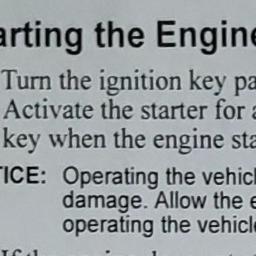 arting the Engine
Turn the ignition key pa
Activate the starter for a
key when the engine sta
TICE: Operating the vehicl
damage. Allow the e
operating the vehicle